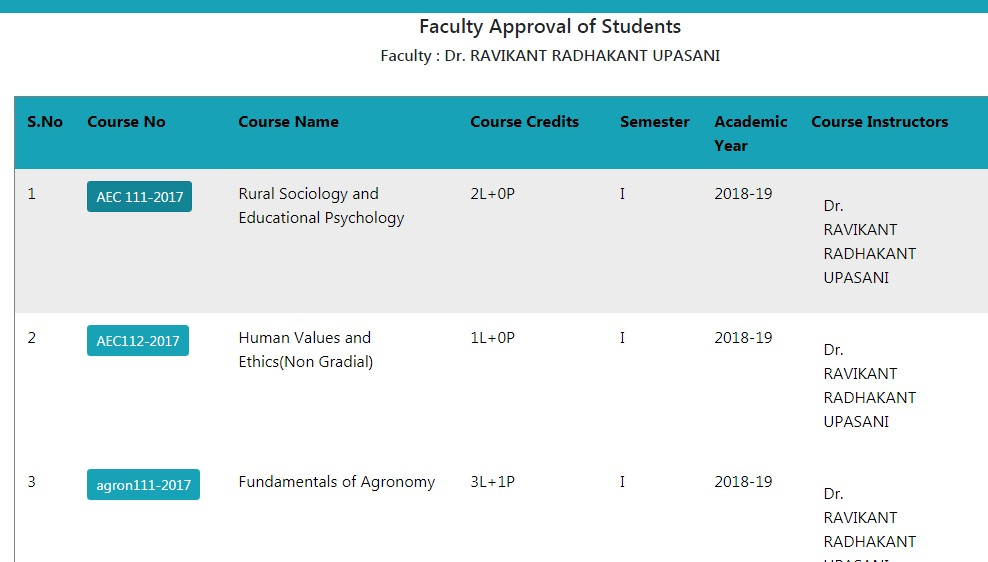 Faculty Approval of Students
Faculty : Dr. RAVIKANT RADHAKANT UPASANI
S.No Course No Course Name Course Credits Semester Academic Year Course Instructors
1 AEC 111-2017 Rural Sociology and 2L+0P I 2018-19
Educational Psychology
Dr.
RAVIKANT
RADHAKANT
UPASANI
2 AEC112-2017 Human Values and 1L+0P I 2018-19
Ethics(Non Gradial)
Dr.
RAVIKANT
RADHAKANT
UPASANI
3 agron111-2017 Fundamentals of Agronomy 3L+1P I 2018-19
Dr.
RAVIKANT
RADHAKANT